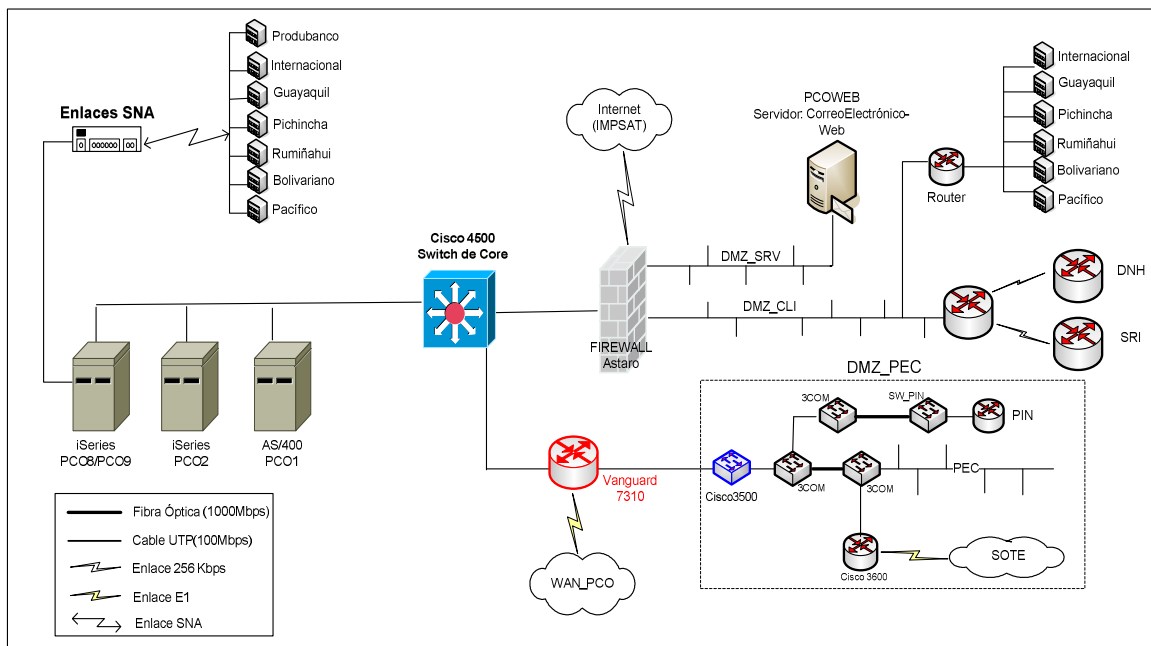 Produbanco
Internacional
Guayaquil
Pichincha
Rumiñahui
Bolivariano
Pacífico
Enlaces SNA
Internet
(IMPSAT)
PCOWEB
Servidor: CorreoElectrónico-
Web
Internacional
Guayaquil
Pichincha
Rumiñahui
Bolivariano
Pacífico
Router
Cisco 4500
Switch de Core
DMZ_SRV
DMZ_CLI
DNH
SRI
FIREWALL
Astaro
DMZ_PEC
3COM
SW_PIN
PIN
iSeries
PCO8/PCO9
iSeries
PCO2
AS/400
PCO1
Vanguard
7310
Cisco3500
3COM
3COM
PEC
Cisco 3600
SOTE
WAN_PCO
Fibra Óptica (1000Mbps)
Cable UTP(100Mbps)
Enlace 256 Kbps
Enlace E1
Enlace SNA